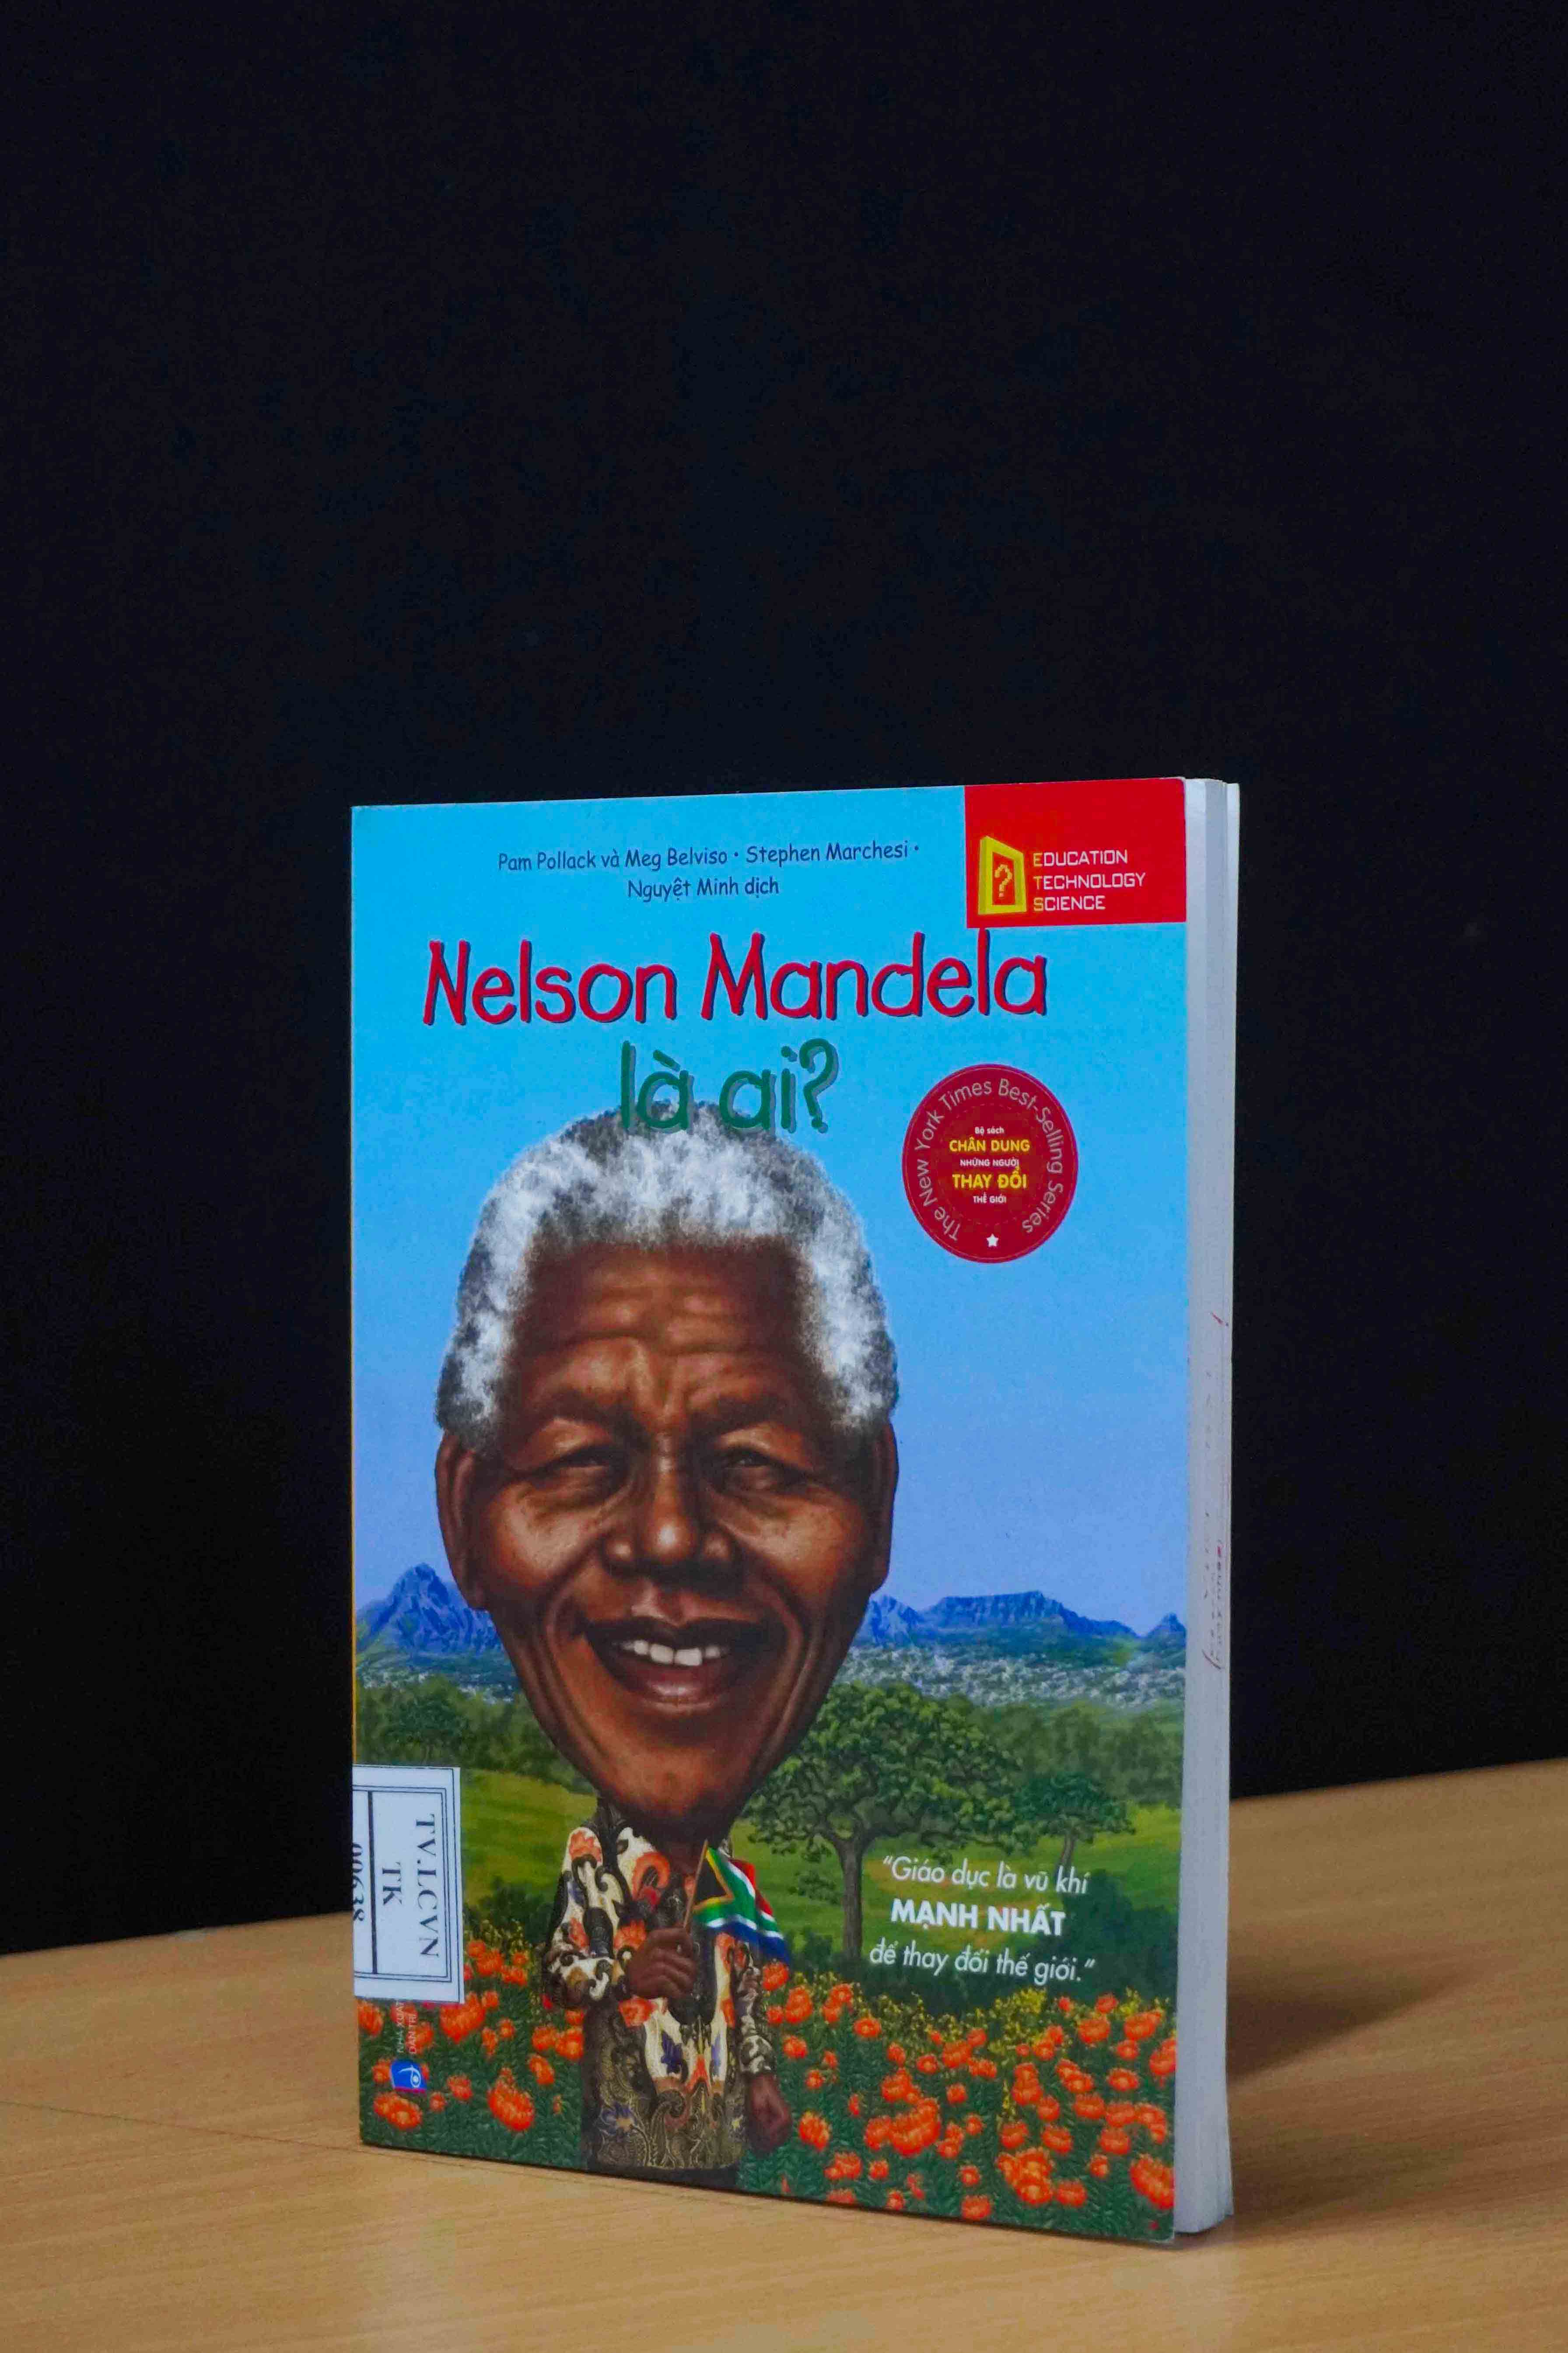 Pam Pollack và Meg Belviso • Stephen Marchesi •
Nguyệt Minh dịch
EDUCATION
TECHNOLOGY
SCIENCE
Nelson Mandela
là ai?
The New York Times Best-Selling Series
Bộ sách
CHÂN DUNG
NHỮNG NGƯỜI
THAY ĐỔI
THẾ GIỚI
“Giáo dục là vũ khí
MẠNH NHẤT
để thay đổi thế giới.”
TV.LCVN
TK
00638